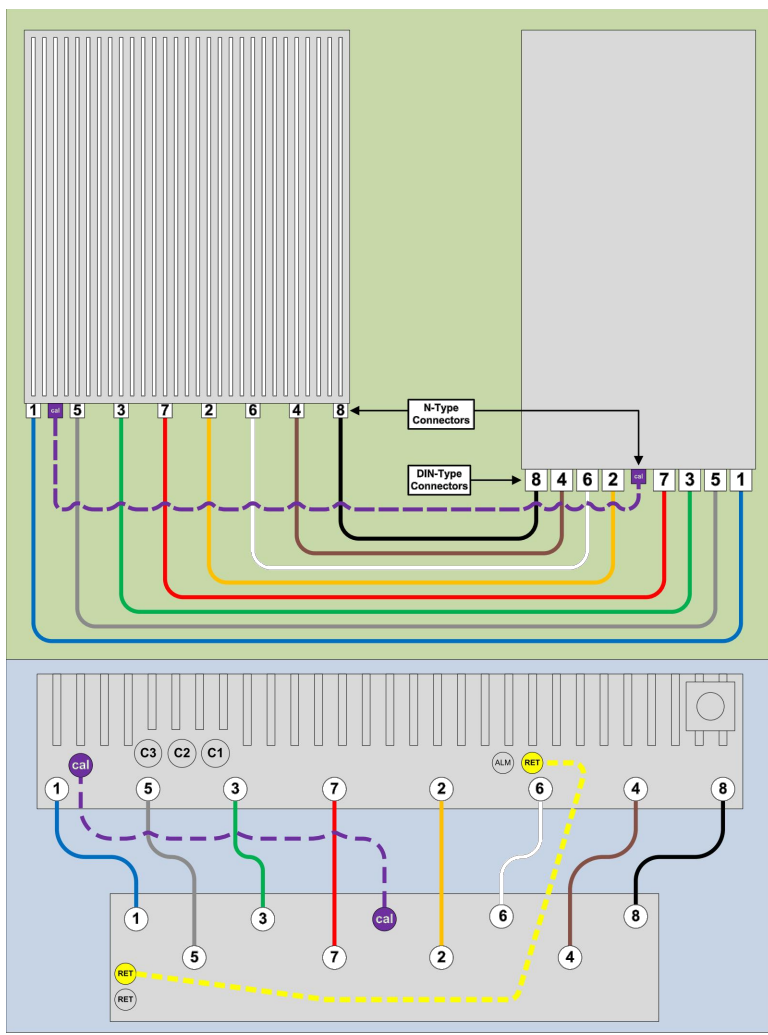 1 cal 5 3 7 2 6 4 8
N-Type
Connectors
DIN-Type
Connectors
8 4 6 2 cal 7 3 5 1
cal C3 C2 C1 ALM RET
1 5 3 7 2 6 4 8
1 3 cal 6 8
5 7 2 4
RET
RET